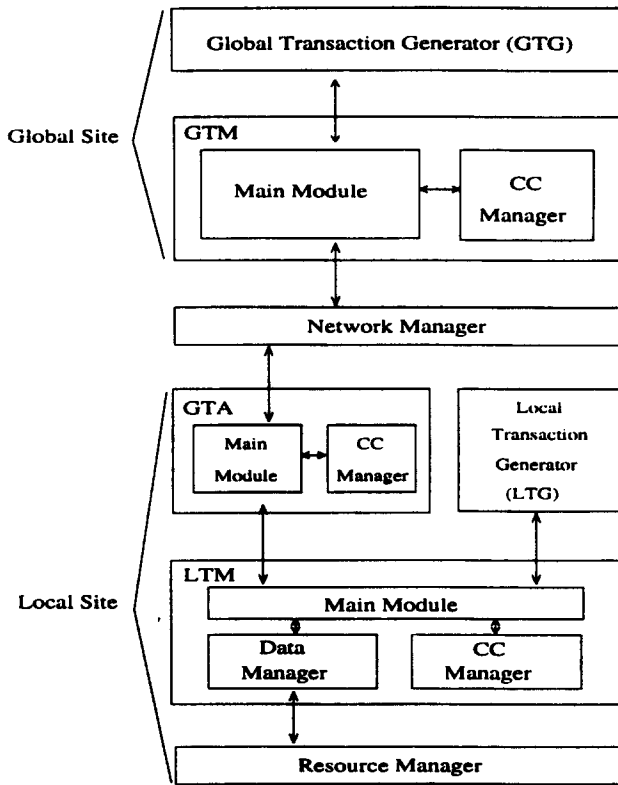 Global Transaction Generator (GTG)
Global Site
GTM
Main Module
CC
Manager
Network Manager
GTA
Main
Module
CC
Manager
Local
Transaction
Generator
(LTG)
Local Site
LTM
Main Module
Data
Manager
CC
Manager
Resource Manager